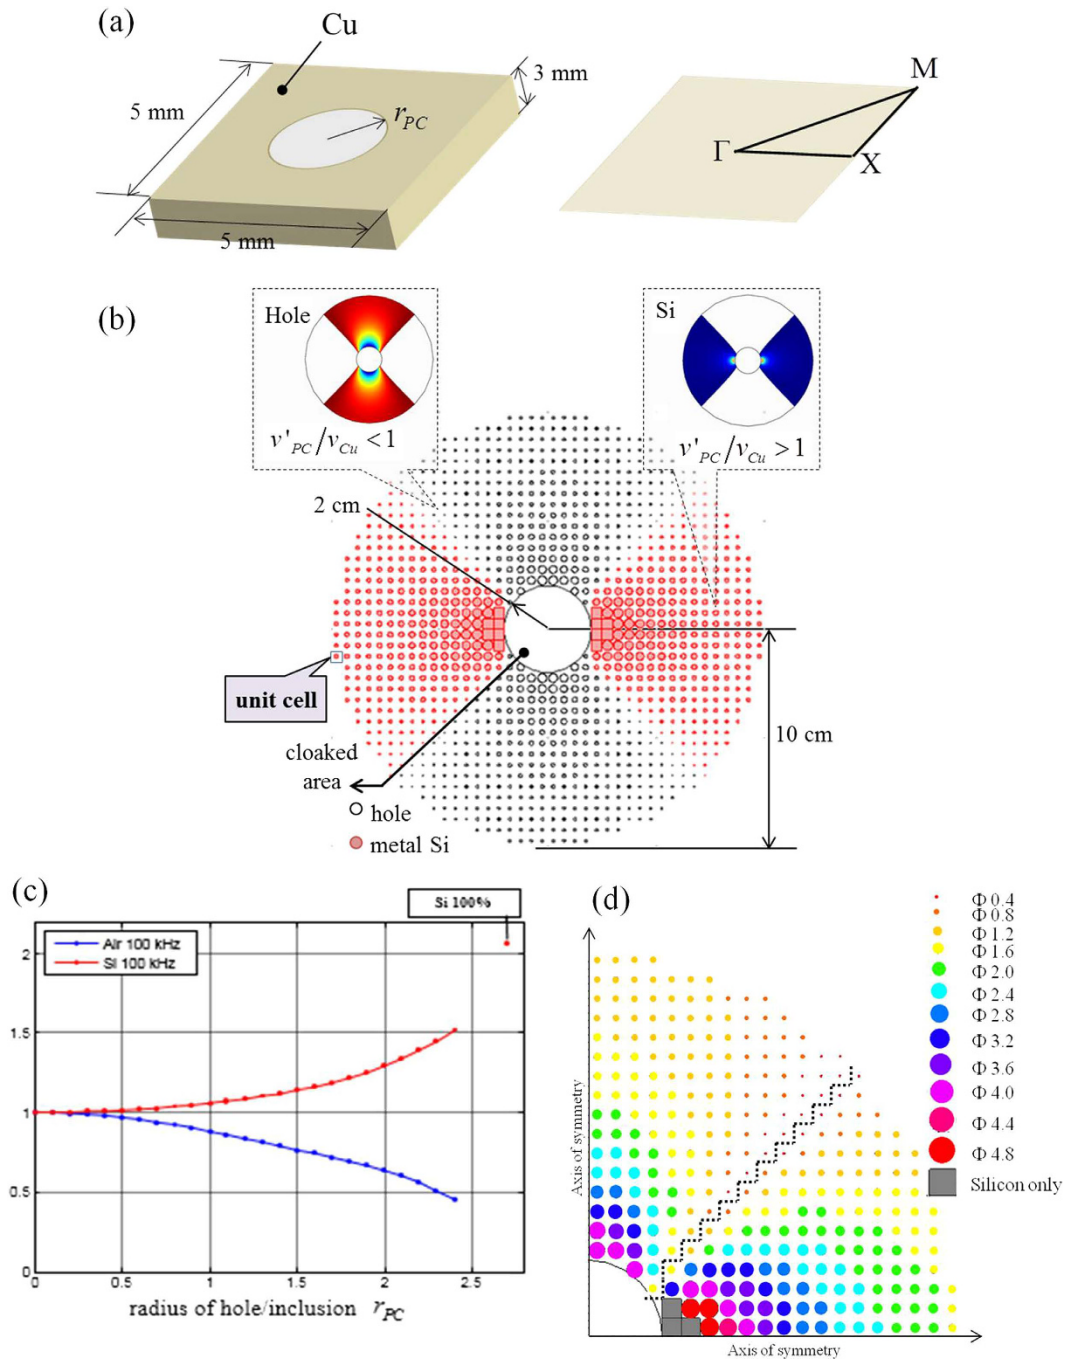 (a)
Cu
3 mm
5 mm
r_PC
5 mm
M
Γ
X
(b)
Hole
v'_PC/v_Cu < 1
Si
v'_PC/v_Cu > 1
2 cm
unit cell
cloaked
area
hole
metal Si
10 cm
(c)
Si 100%
Air 100 kHz
Si 100 kHz
2
1.5
1
0.5
0
0 0.5 1 1.5 2 2.5
radius of hole/inclusion r_PC
(d)
Φ 0.4
Φ 0.8
Φ 1.2
Φ 1.6
Φ 2.0
Φ 2.4
Φ 2.8
Φ 3.2
Φ 3.6
Φ 4.0
Φ 4.4
Φ 4.8
Silicon only
Axis of symmetry
Axis of symmetry